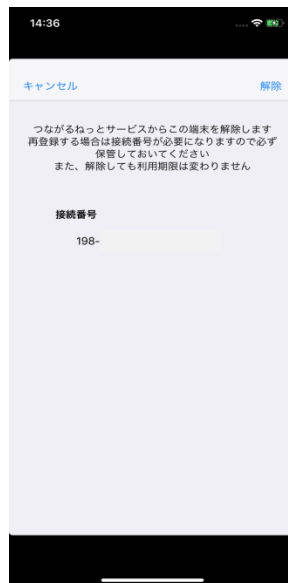 14:36
キャンセル
解除
つながるねっとサービスからこの端末を解除します
再登録する場合は接続番号が必要になりますので必ず
保管しておいてください
また、解除しても利用期限は変わりません
接続番号
198-